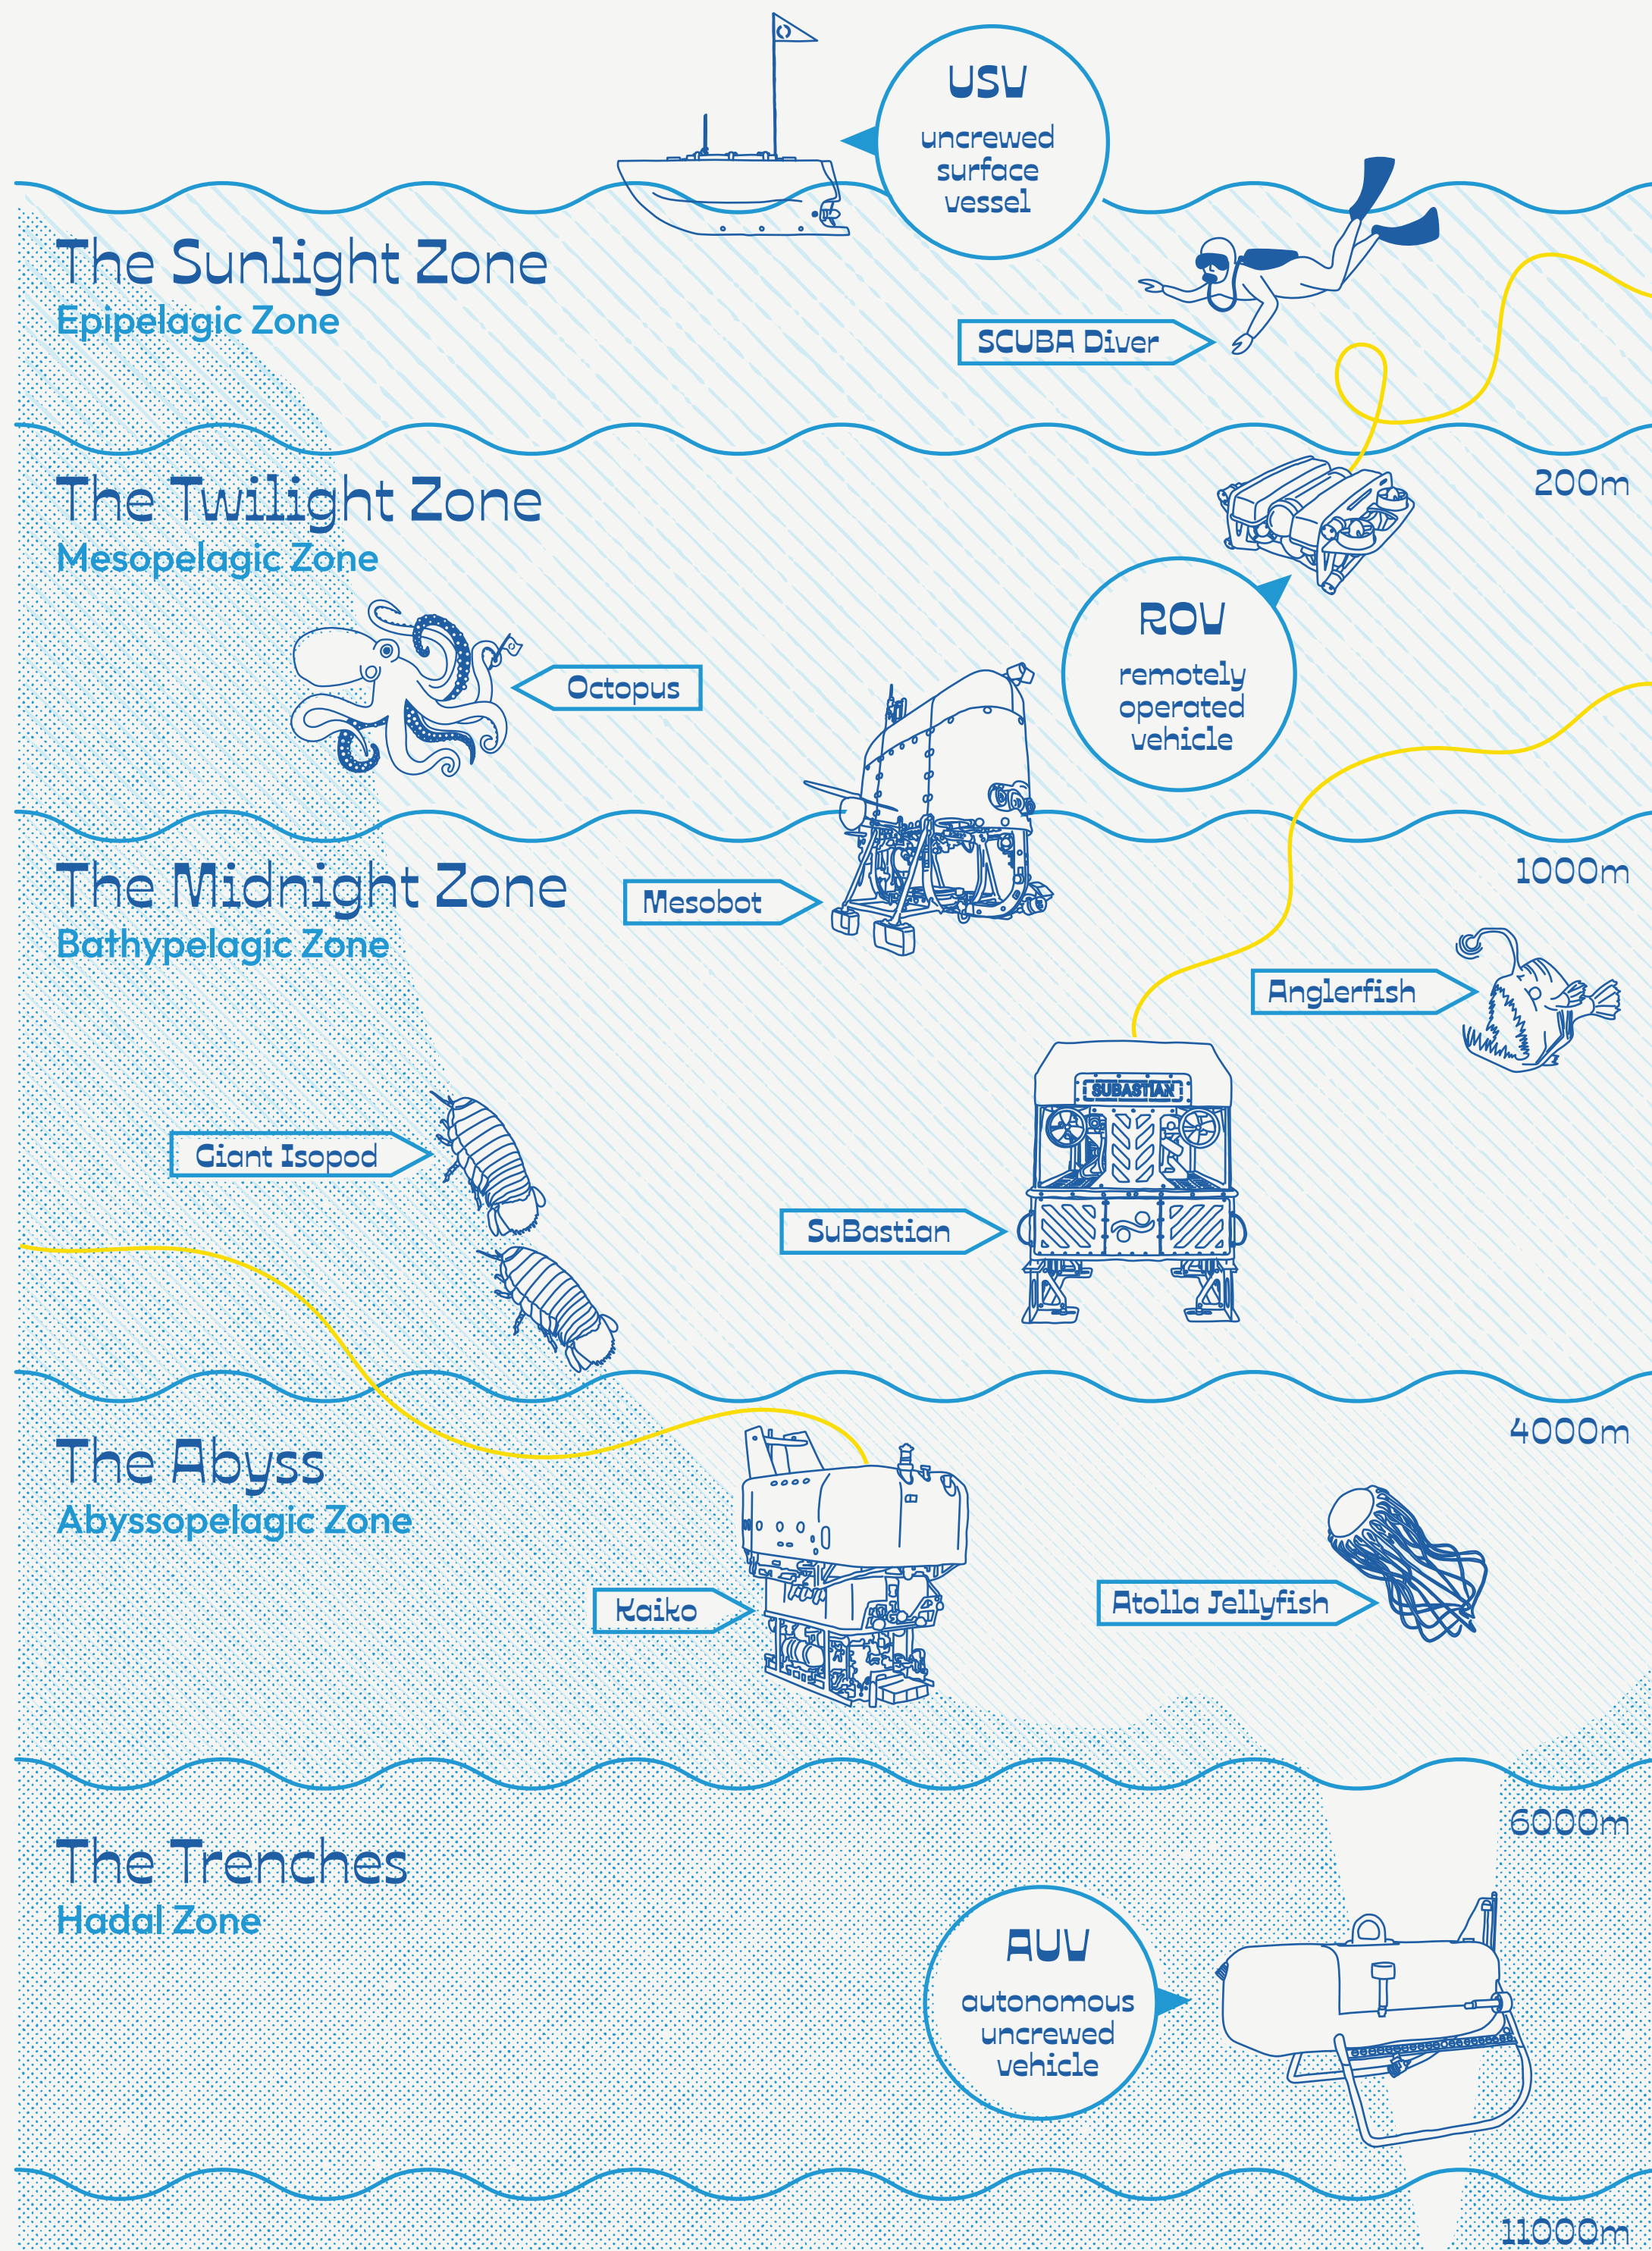 USV
uncrewed
surface
vessel
The Sunlight Zone
Epipelagic Zone
SCUBA Diver
200m
The Twilight Zone
Mesopelagic Zone
ROV
remotely
operated
vehicle
Octopus
1000m
The Midnight Zone
Bathypelagic Zone
Mesobot
Anglerfish
SUBASTIAN
Giant Isopod
SuBastian
4000m
The Abyss
Abyssopelagic Zone
Kaiko
Atolla Jellyfish
6000m
The Trenches
Hadal Zone
AUV
autonomous
uncrewed
vehicle
11000m